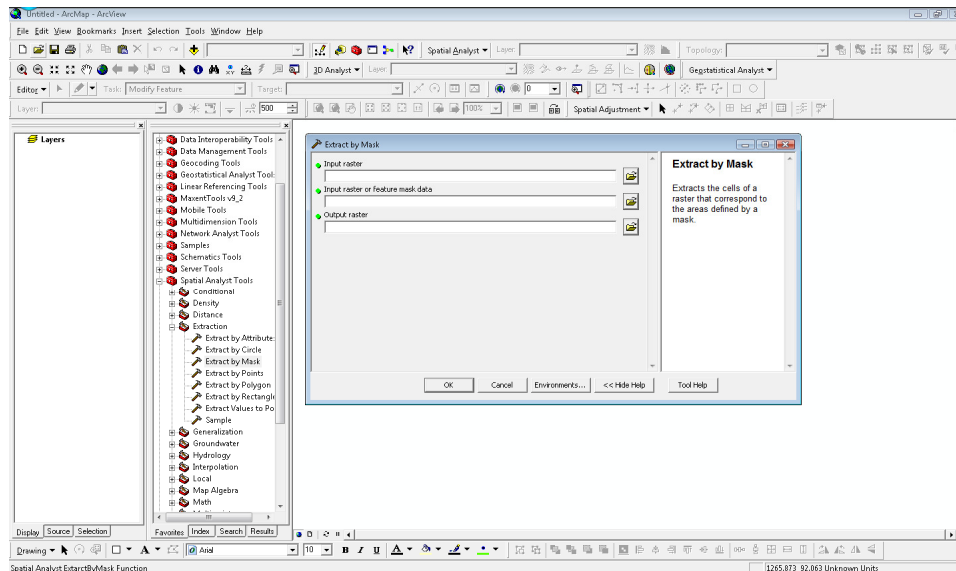 Untitled - ArcMap - ArcView
File Edit View Bookmarks Insert Selection Tools Window Help
Spatial Analyst Layer: Topology:
3D Analyst Layer: Geostatistical Analyst
Editor Task: Modify Feature Target: 0
Layer: 500 100% Spatial Adjustment
Layers
Data Interoperability Tools
Data Management Tools
Geocoding Tools
Geostatistical Analyst Tools
Linear Referencing Tools
MaxentTools v9_2
Mobile Tools
Multidimension Tools
Network Analyst Tools
Samples
Schematics Tools
Server Tools
Spatial Analyst Tools
Conditional
Density
Distance
Extraction
Extract by Attribute
Extract by Circle
Extract by Mask
Extract by Points
Extract by Polygon
Extract by Rectangle
Extract Values to Po
Sample
Generalization
Groundwater
Hydrology
Interpolation
Local
Map Algebra
Math
Extract by Mask
Input raster
Input raster or feature mask data
Output raster
OK Cancel Environments... << Hide Help Tool Help
Extract by Mask
Extracts the cells of a
raster that correspond to
the areas defined by a
mask.
Display Source Selection
Favorites Index Search Results
Drawing A Arial 10 B I U A
Spatial Analyst ExtarctByMask Function
1265.873 92.063 Unknown Units